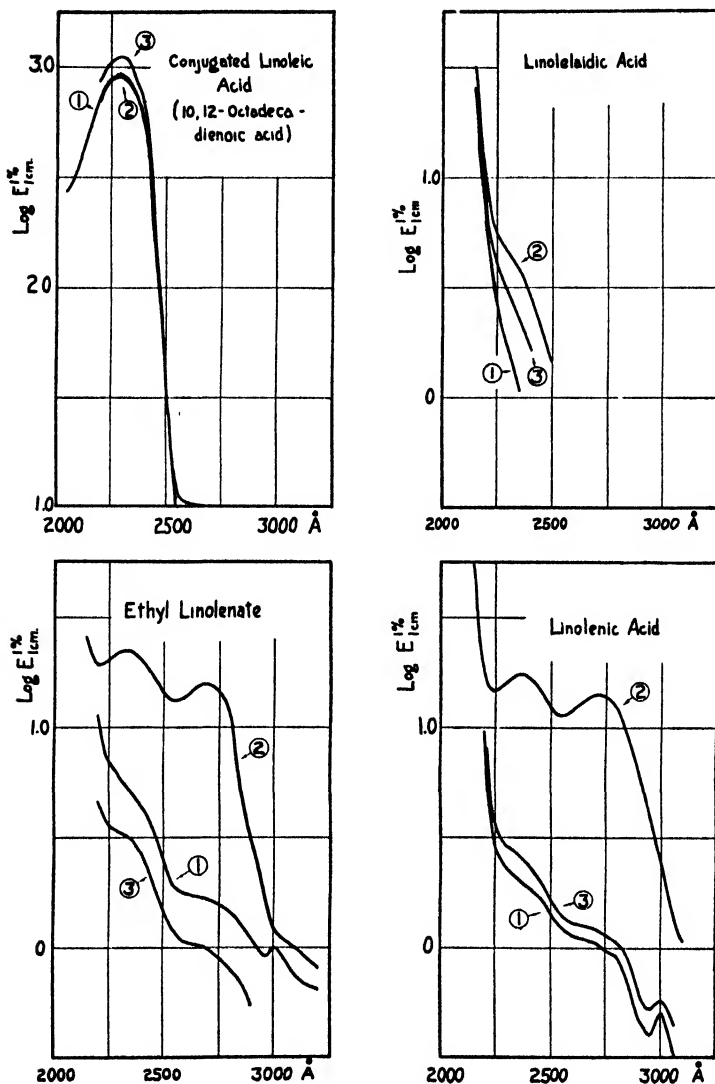 Conjugated Linoleic
Acid
(10,12-Octadeca-
dienoic acid)
③
①
②
Log E1% 1cm.
3.0
2.0
1.0
2000 2500 3000 Å
Linolelaidic Acid
②
①
③
Log E1% 1cm
1.0
0
2000 2500 3000 Å
Ethyl Linolenate
②
①
③
Log E1% 1cm.
1.0
0
2000 2500 3000 Å
Linolenic Acid
②
③
①
Log E1% 1cm
1.0
0
2000 2500 3000 Å